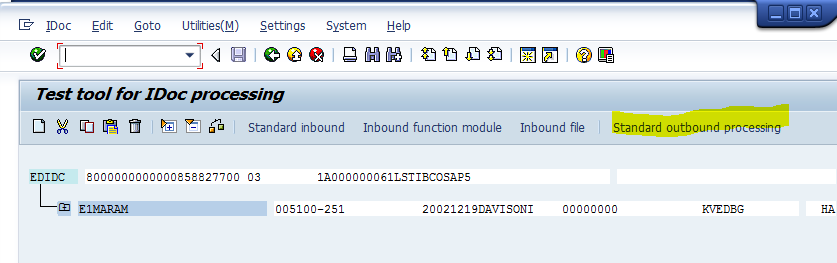 IDoc Edit Goto Utilities(M) Settings System Help
Test tool for IDoc processing
Standard inbound Inbound function module Inbound file Standard outbound processing
EDIDC 8000000000000858827700 03 1A000000061LSTIBCOSAP5
E1MARAM 005100-251 20021219DAVISONI 00000000 KVEDBG HA